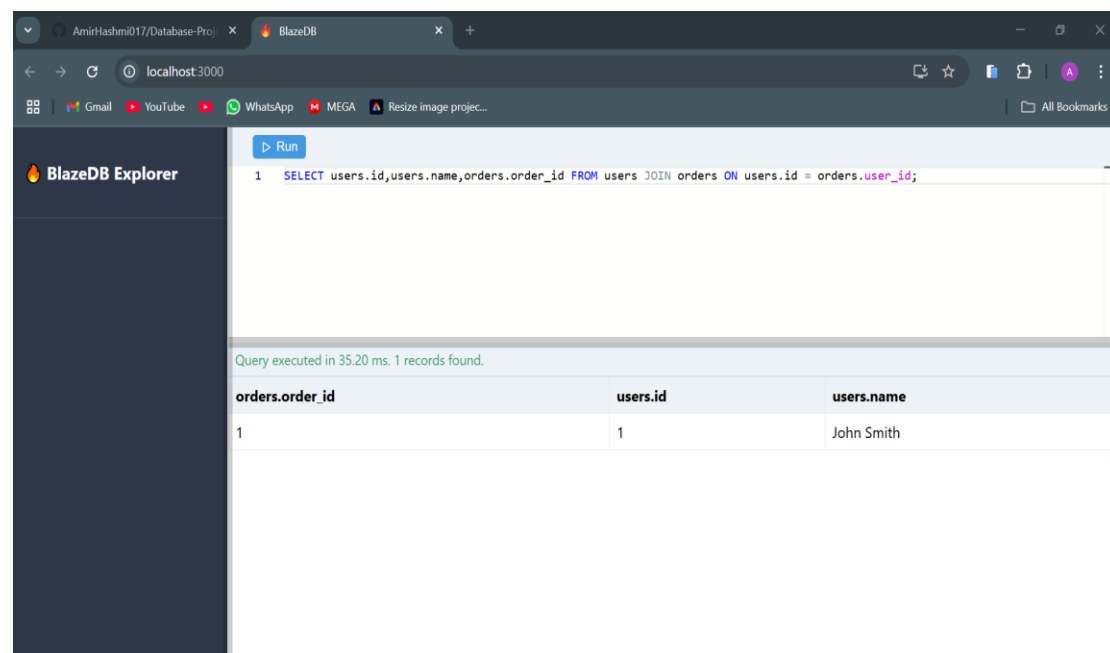 AmirHashmi017/Database-Proj
BlazeDB
localhost:3000
A
Gmail
YouTube
WhatsApp
MEGA
Resize image projec...
All Bookmarks
BlazeDB Explorer
Run
1 SELECT users.id,users.name,orders.order_id FROM users JOIN orders ON users.id = orders.user_id;
Query executed in 35.20 ms. 1 records found.
orders.order_id users.id users.name
1 1 John Smith